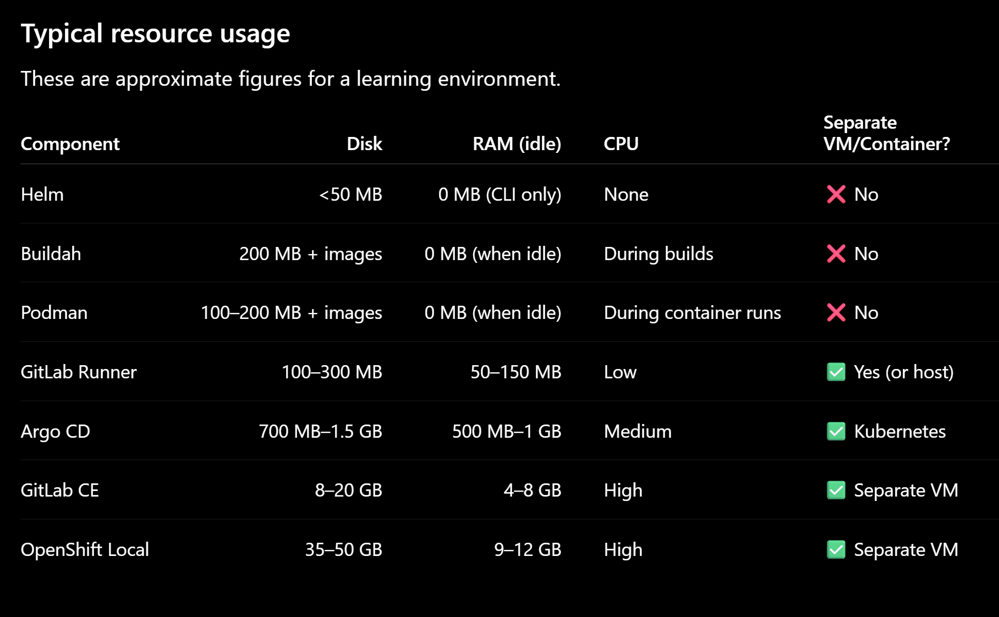 Typical resource usage
These are approximate figures for a learning environment.
Component Disk RAM (idle) CPU Separate VM/Container?
Helm <50 MB 0 MB (CLI only) None ❌ No
Buildah 200 MB + images 0 MB (when idle) During builds ❌ No
Podman 100–200 MB + images 0 MB (when idle) During container runs ❌ No
GitLab Runner 100–300 MB 50–150 MB Low ✅ Yes (or host)
Argo CD 700 MB–1.5 GB 500 MB–1 GB Medium ✅ Kubernetes
GitLab CE 8–20 GB 4–8 GB High ✅ Separate VM
OpenShift Local 35–50 GB 9–12 GB High ✅ Separate VM